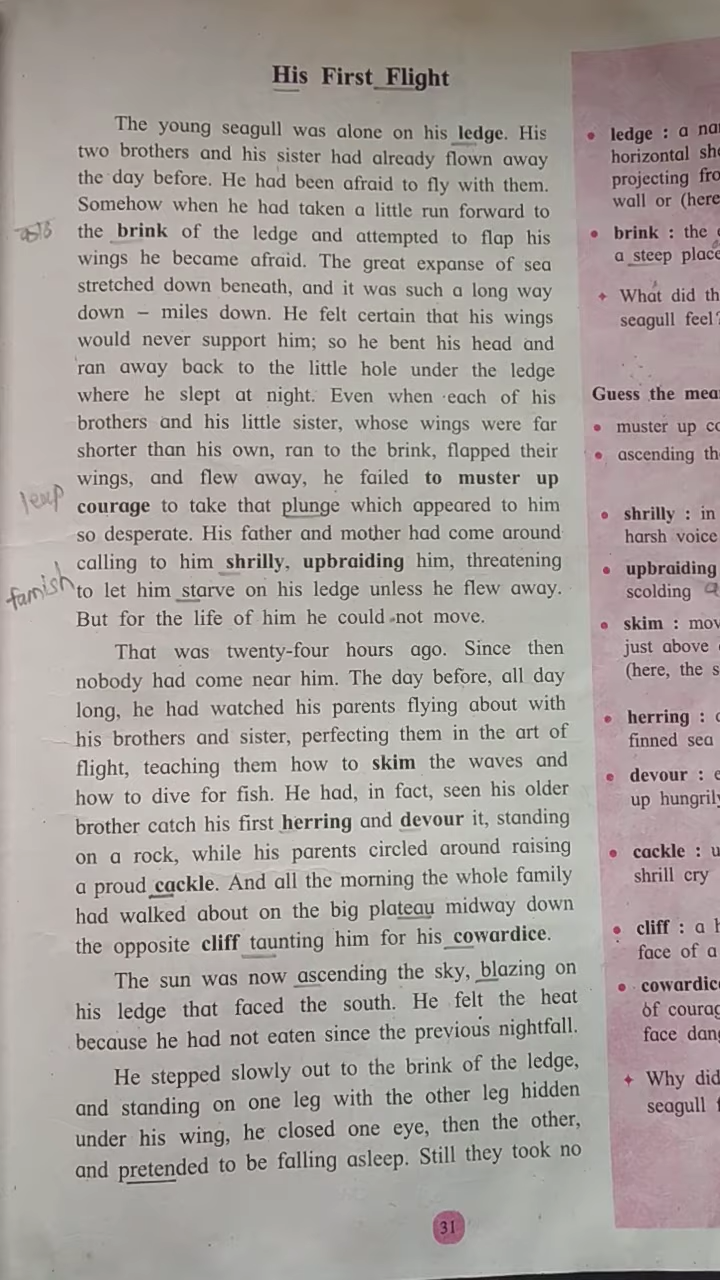 His First Flight
The young seagull was alone on his ledge. His
two brothers and his sister had already flown away
the day before. He had been afraid to fly with them.
Somehow when he had taken a little run forward to
the brink of the ledge and attempted to flap his
wings he became afraid. The great expanse of sea
stretched down beneath, and it was such a long way
down – miles down. He felt certain that his wings
would never support him; so he bent his head and
ran away back to the little hole under the ledge
where he slept at night. Even when each of his
brothers and his little sister, whose wings were far
shorter than his own, ran to the brink, flapped their
wings, and flew away, he failed to muster up
courage to take that plunge which appeared to him
so desperate. His father and mother had come around
calling to him shrilly, upbraiding him, threatening
famish
to let him starve on his ledge unless he flew away.
But for the life of him he could not move.
That was twenty-four hours ago. Since then
nobody had come near him. The day before, all day
long, he had watched his parents flying about with
his brothers and sister, perfecting them in the art of
flight, teaching them how to skim the waves and
how to dive for fish. He had, in fact, seen his older
brother catch his first herring and devour it, standing
on a rock, while his parents circled around raising
a proud cackle. And all the morning the whole family
had walked about on the big plateau midway down
the opposite cliff taunting him for his cowardice.
The sun was now ascending the sky, blazing on
his ledge that faced the south. He felt the heat
because he had not eaten since the previous nightfall.
He stepped slowly out to the brink of the ledge,
and standing on one leg with the other leg hidden
under his wing, he closed one eye, then the other,
and pretended to be falling asleep. Still they took no
31
• ledge : a
horizontal
projecting
wall or (here
• brink : the
a steep place
✦ What did
seagull feel?
Guess the
• muster up
• ascending
• shrilly : in
harsh voice
• upbraiding
scolding
• skim :
just above
(here, the
• herring :
finned sea
• devour :
up hungrily
• cackle :
shrill cry
• cliff : a
face of a
• cowardice
of
face
✦ Why did
seagull